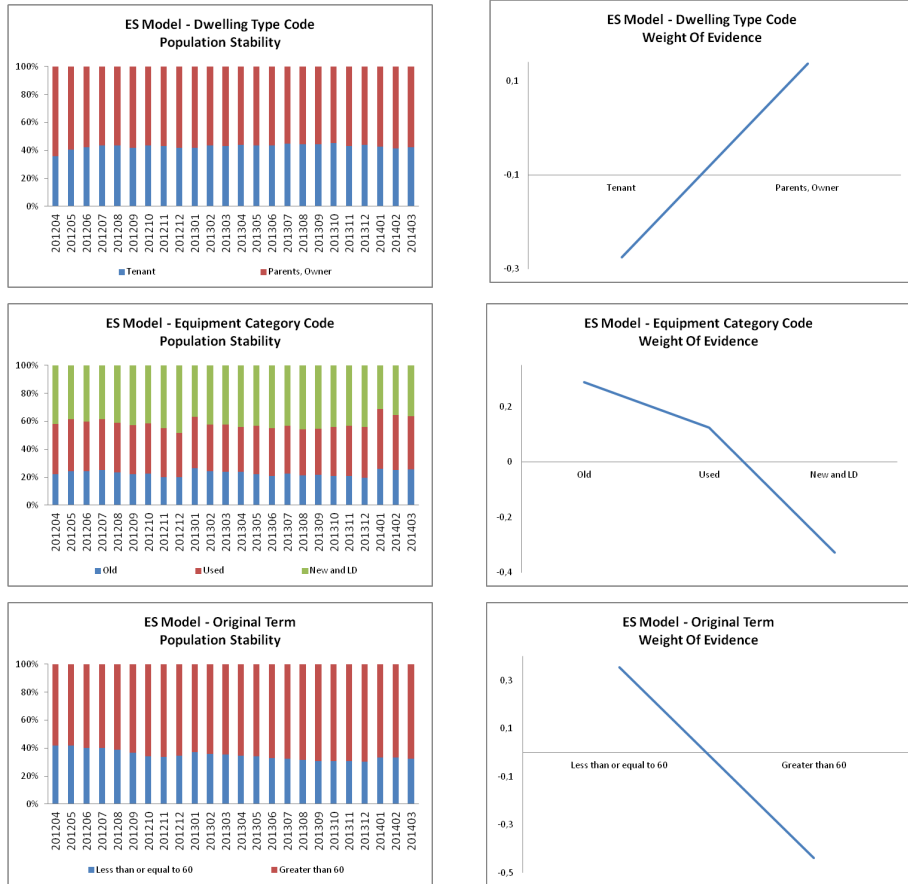 ES Model - Dwelling Type Code
Population Stability
100%
80%
60%
40%
20%
0%
201204 201205 201206 201207 201208 201209 201210 201211 201212 201301 201302 201303 201304 201305 201306 201307 201308 201309 201310 201311 201312 201401 201402 201403
Tenant Parents, Owner
ES Model - Dwelling Type Code
Weight Of Evidence
0,1
-0,1
Tenant Parents, Owner
-0,3
ES Model - Equipment Category Code
Population Stability
100%
80%
60%
40%
20%
0%
201204 201205 201206 201207 201208 201209 201210 201211 201212 201301 201302 201303 201304 201305 201306 201307 201308 201309 201310 201311 201312 201401 201402 201403
Old Used New and LD
ES Model - Equipment Category Code
Weight Of Evidence
0,2
0
Old Used New and LD
-0,2
-0,4
ES Model - Original Term
Population Stability
100%
80%
60%
40%
20%
0%
201204 201205 201206 201207 201208 201209 201210 201211 201212 201301 201302 201303 201304 201305 201306 201307 201308 201309 201310 201311 201312 201401 201402 201403
Less than or equal to 60 Greater than 60
ES Model - Original Term
Weight Of Evidence
0,3
0,1
Less than or equal to 60 Greater than 60
-0,1
-0,3
-0,5